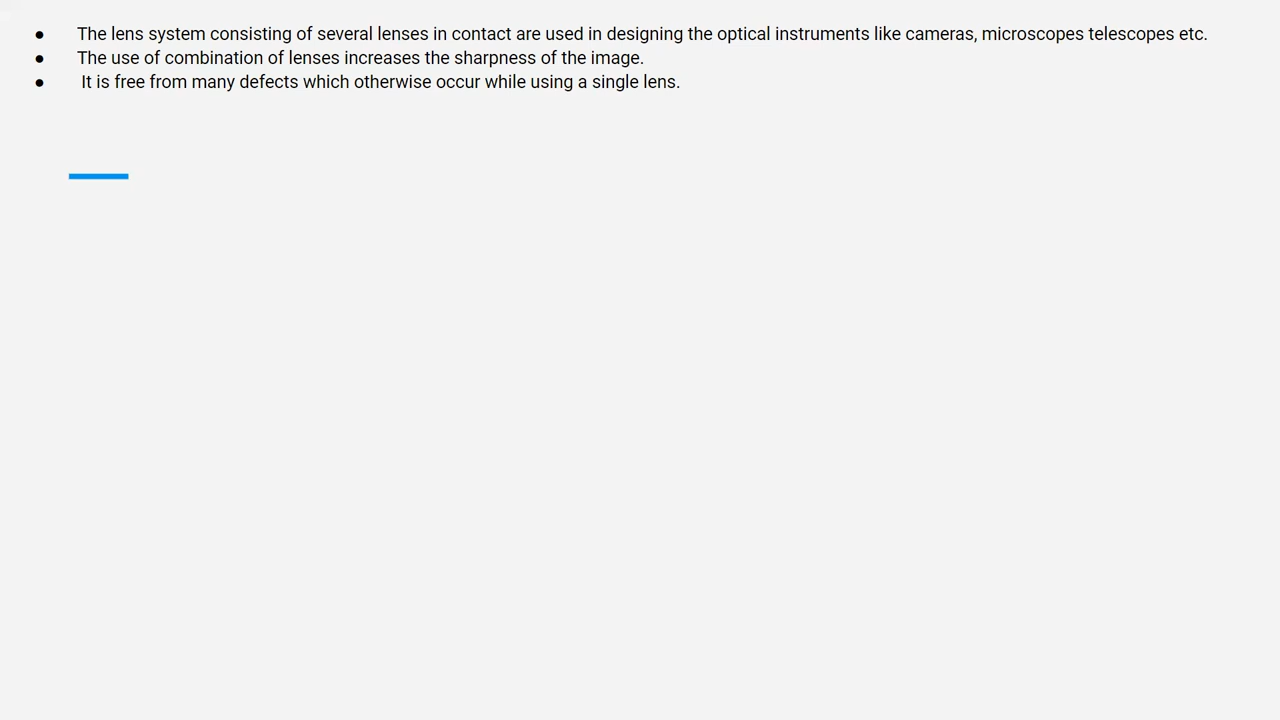 ● The lens system consisting of several lenses in contact are used in designing the optical instruments like cameras, microscopes telescopes etc.
● The use of combination of lenses increases the sharpness of the image.
● It is free from many defects which otherwise occur while using a single lens.